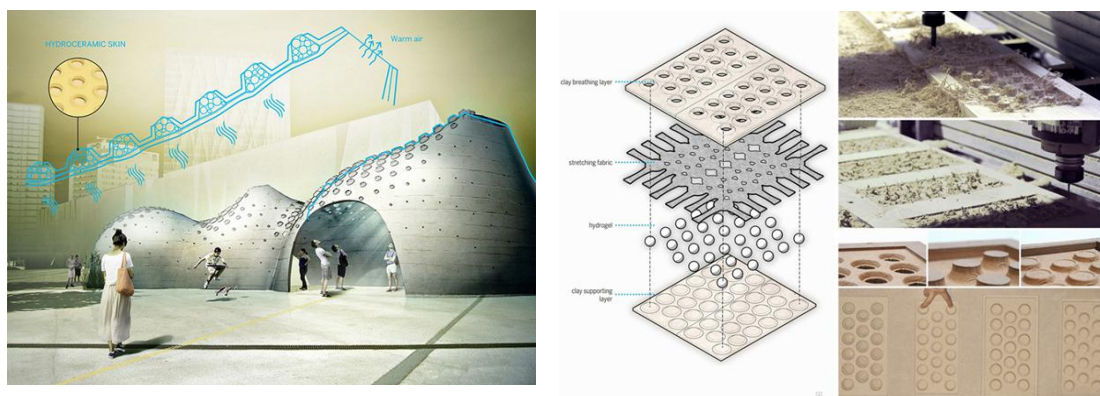 HYDROCERAMIC SKIN
Warm air
clay breathing layer
stretching fabric
hydrogel
clay supporting
layer